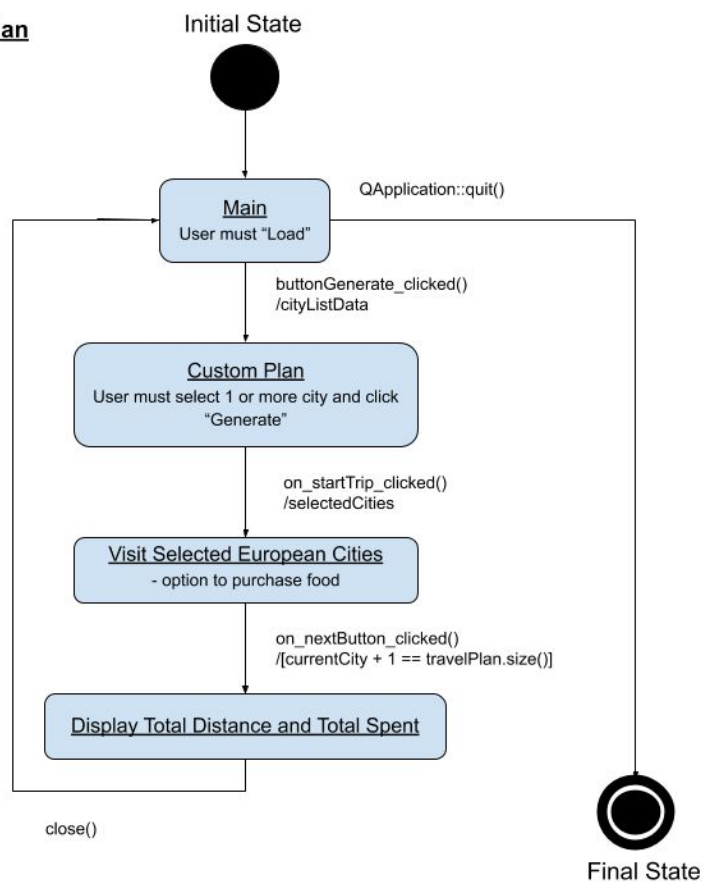 an
Initial State
Main
User must “Load”
QApplication::quit()
buttonGenerate_clicked()
/cityListData
Custom Plan
User must select 1 or more city and click
“Generate”
on_startTrip_clicked()
/selectedCities
Visit Selected European Cities
- option to purchase food
on_nextButton_clicked()
/[currentCity + 1 == travelPlan.size()]
Display Total Distance and Total Spent
close()
Final State